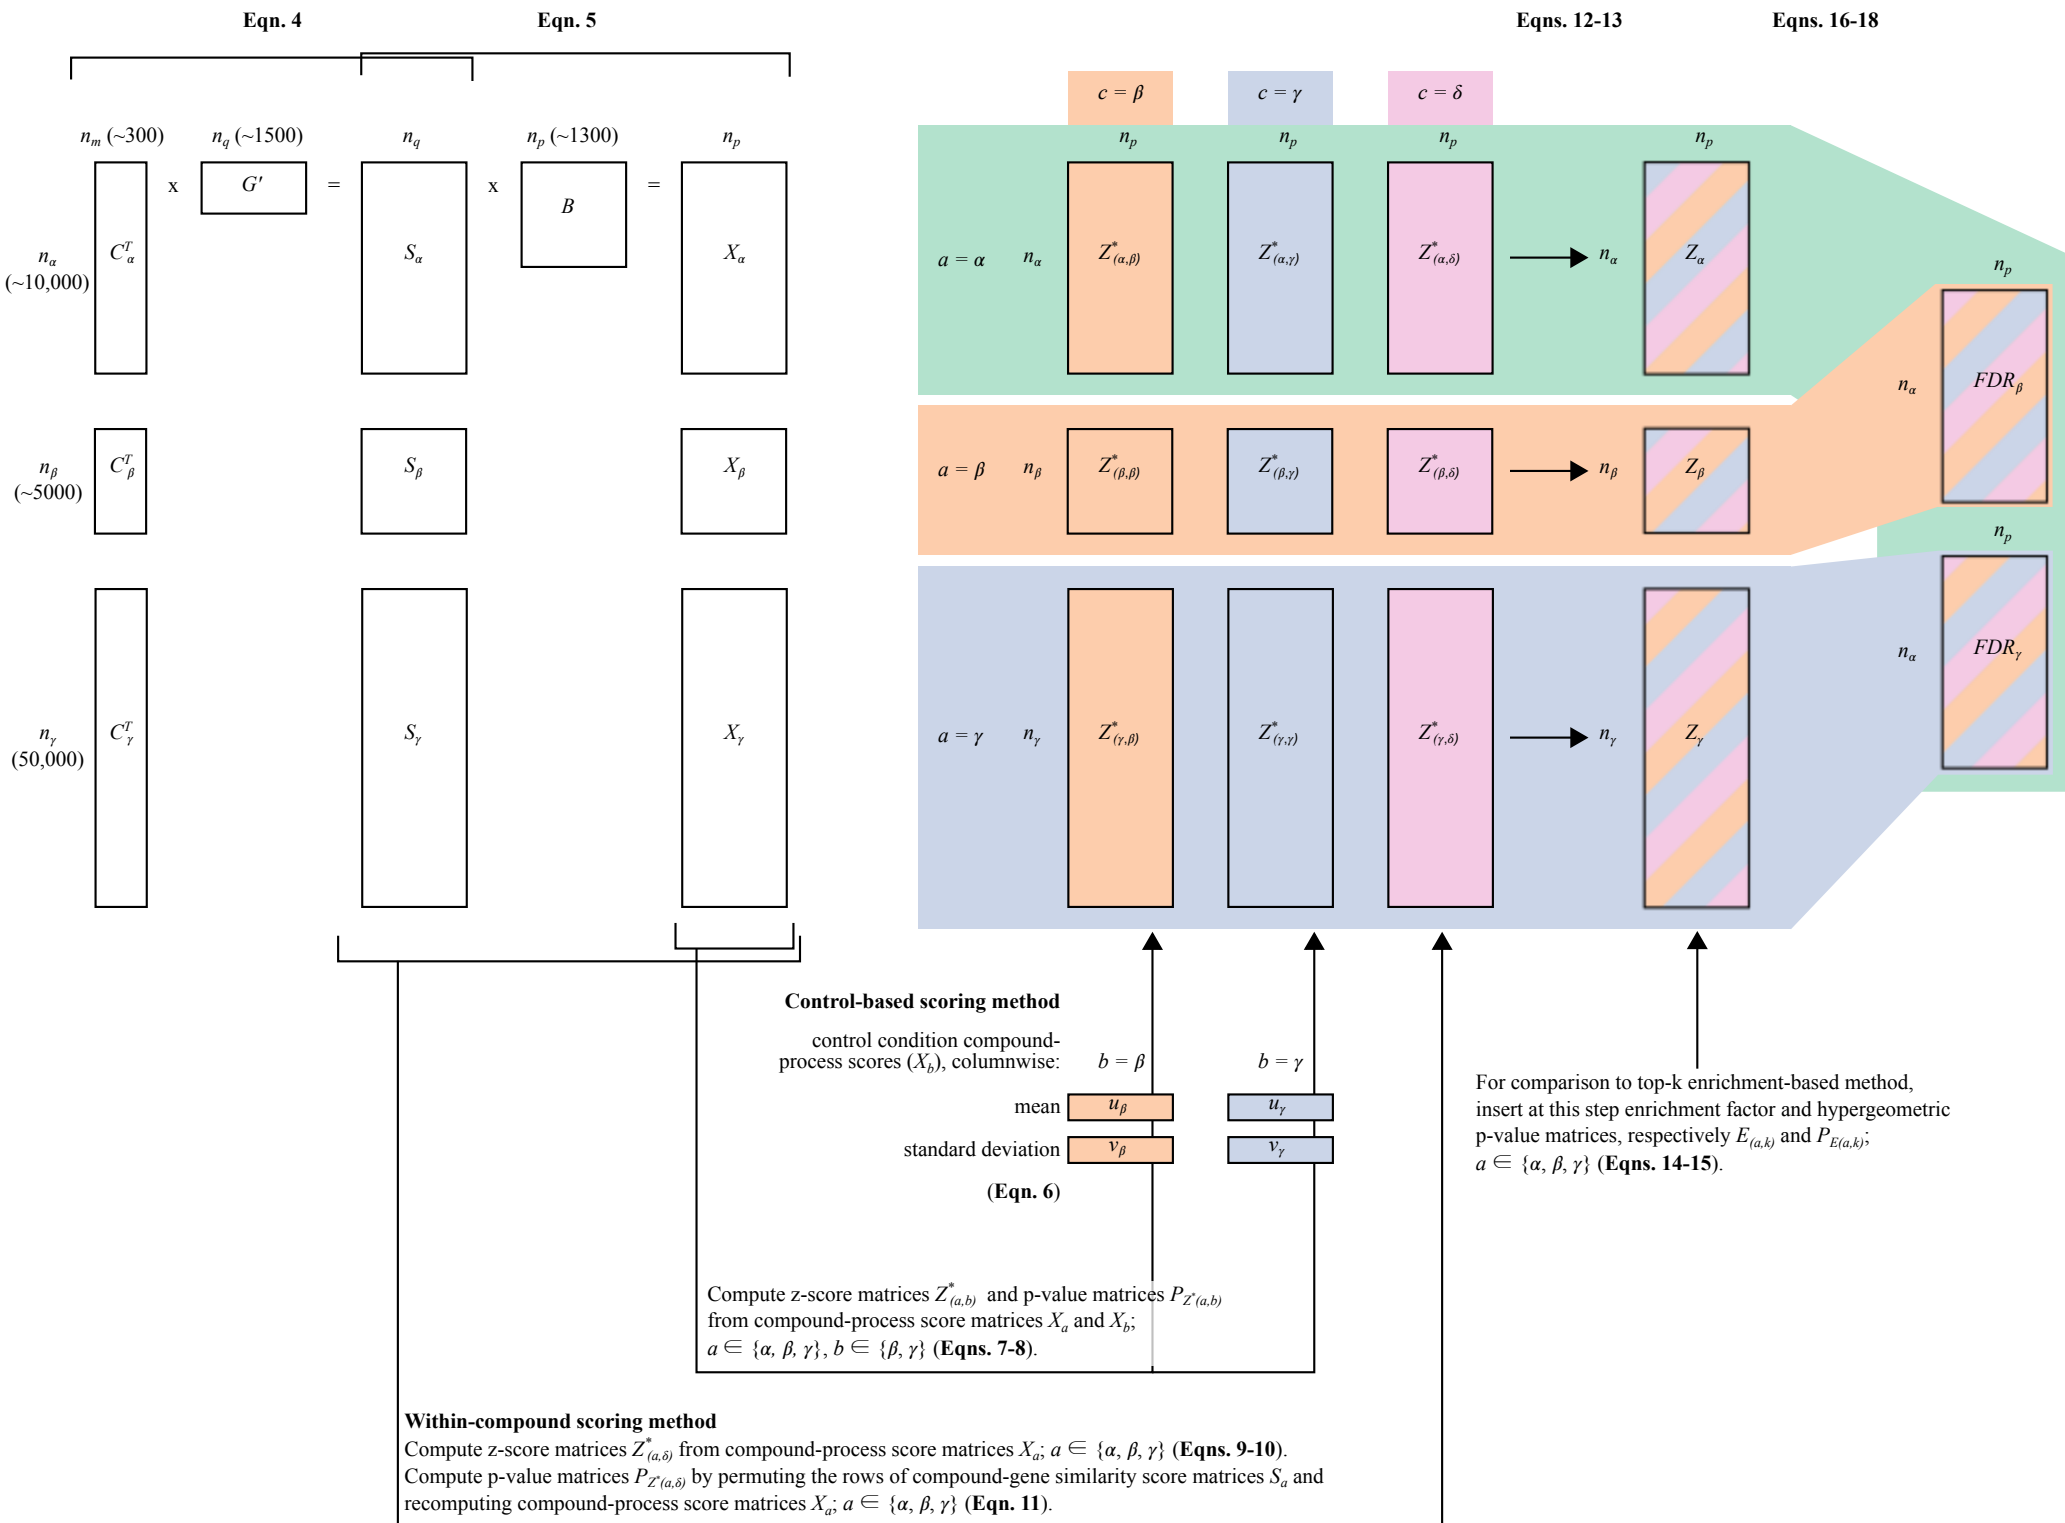 Eqn. 4 Eqn. 5 Eqns. 12-13 Eqns. 16-18
c = β c = γ c = δ
n_m (~300) n_q (~1500) n_q n_p (~1300) n_p n_p n_p n_p n_p
C_α^T x G′ = S_α x B = X_α
n_α
(~10,000)
a = α n_α Z*_(α,β) Z*_(α,γ) Z*_(α,δ) n_α Z_α
n_p
n_α FDR_β
n_β
(~5000)
C_β^T S_β X_β
a = β n_β Z*_(β,β) Z*_(β,γ) Z*_(β,δ) n_β Z_β
n_p
n_α FDR_γ
n_γ
(50,000)
C_γ^T S_γ X_γ
a = γ n_γ Z*_(γ,β) Z*_(γ,γ) Z*_(γ,δ) n_γ Z_γ
Control-based scoring method
control condition compound-
process scores (X_b), columnwise: b = β b = γ
mean u_β u_γ
standard deviation v_β v_γ
(Eqn. 6)
For comparison to top-k enrichment-based method,
insert at this step enrichment factor and hypergeometric
p-value matrices, respectively E_(a,k) and P_E(a,k);
a ∈ {α, β, γ} (Eqns. 14-15).
Compute z-score matrices Z*_(a,b) and p-value matrices P_Z*(a,b)
from compound-process score matrices X_a and X_b;
a ∈ {α, β, γ}, b ∈ {β, γ} (Eqns. 7-8).
Within-compound scoring method
Compute z-score matrices Z*_(a,δ) from compound-process score matrices X_a; a ∈ {α, β, γ} (Eqns. 9-10).
Compute p-value matrices P_Z*(a,δ) by permuting the rows of compound-gene similarity score matrices S_a and
recomputing compound-process score matrices X_a; a ∈ {α, β, γ} (Eqn. 11).